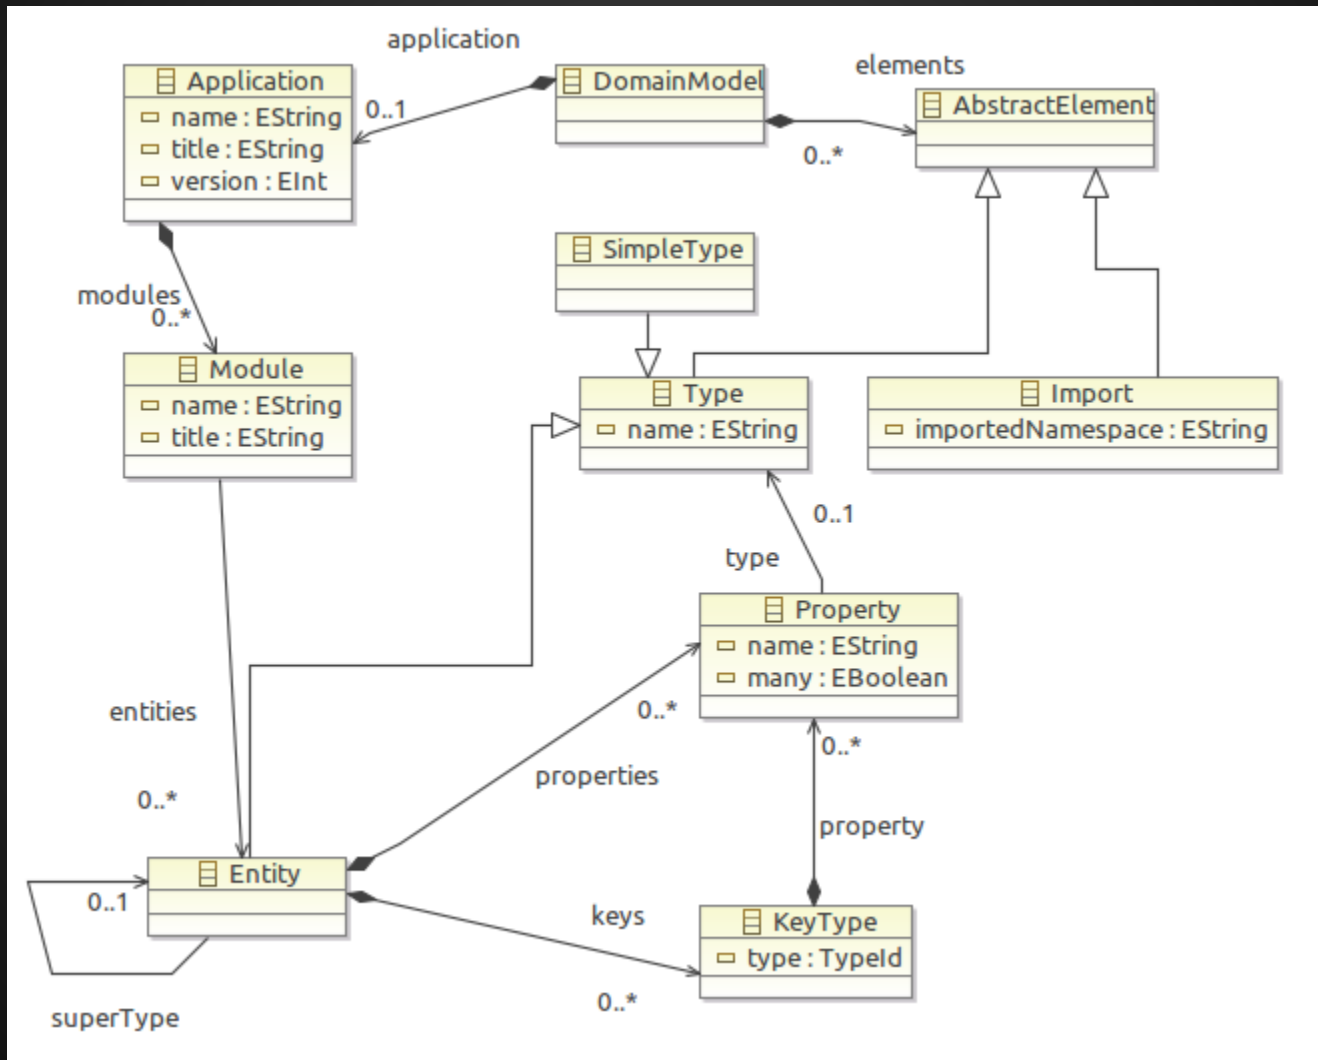 application
Application
name : EString
title : EString
version : EInt
0..1
DomainModel
elements
0..*
AbstractElement
modules
0..*
SimpleType
Module
name : EString
title : EString
Type
name : EString
Import
importedNamespace : EString
0..1
type
Property
name : EString
many : EBoolean
entities
0..*
0..*
properties
0..*
property
Entity
0..1
superType
keys
0..*
KeyType
type : TypeId